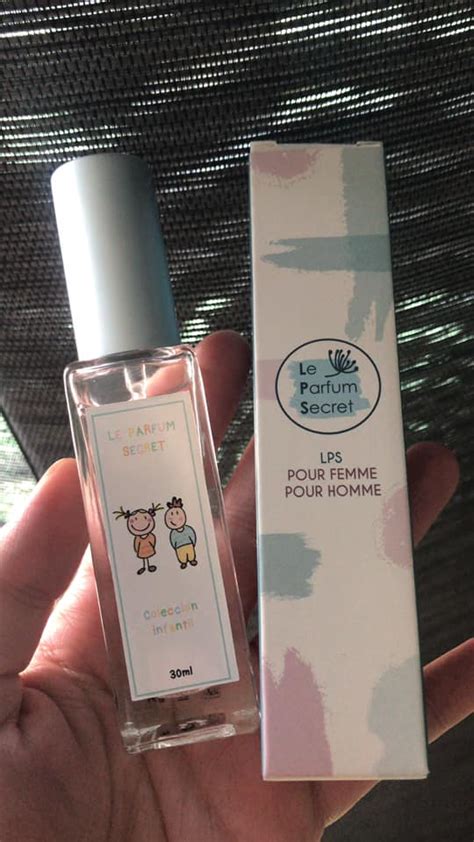 LE PARFUM
SECRET
Colección
infantil
30ml
Le
Parfum
Secret
LPS
POUR FEMME
POUR HOMME